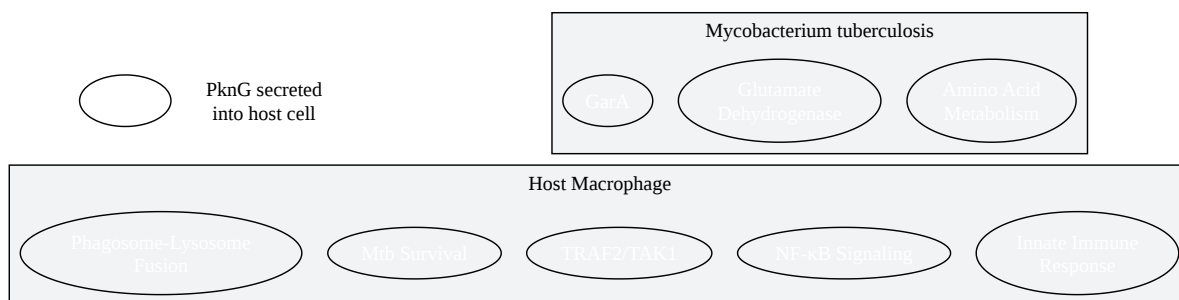 Mycobacterium tuberculosis
PknG secreted
into host cell
GarA
Glutamate
Dehydrogenase
Amino Acid
Metabolism
Host Macrophage
Phagosome-Lysosome
Fusion
Mtb Survival
TRAF2/TAK1
NF-κB Signaling
Innate Immune
Response